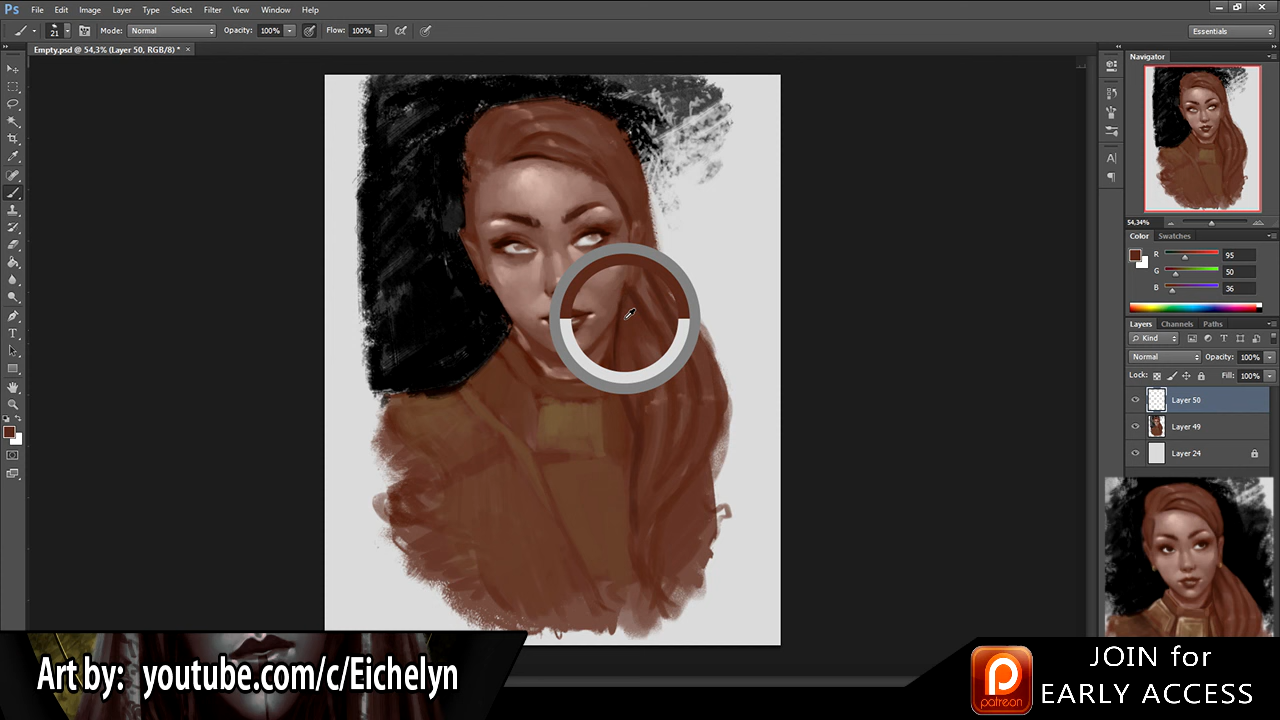 Ps File Edit Image Layer Type Select Filter View Window Help
21 Mode: Normal Opacity: 100% Flow: 100% Essentials
Empty.psd @ 54,3% (Layer 50, RGB/8) * ×
Navigator
54,34%
Color Swatches
R 95
G 50
B 36
Layers Channels Paths
Kind
Normal Opacity: 100%
Lock: Fill: 100%
Layer 50
Layer 49
Layer 24
Art by: youtube.com/c/Eichelyn
patreon
JOIN for
EARLY ACCESS